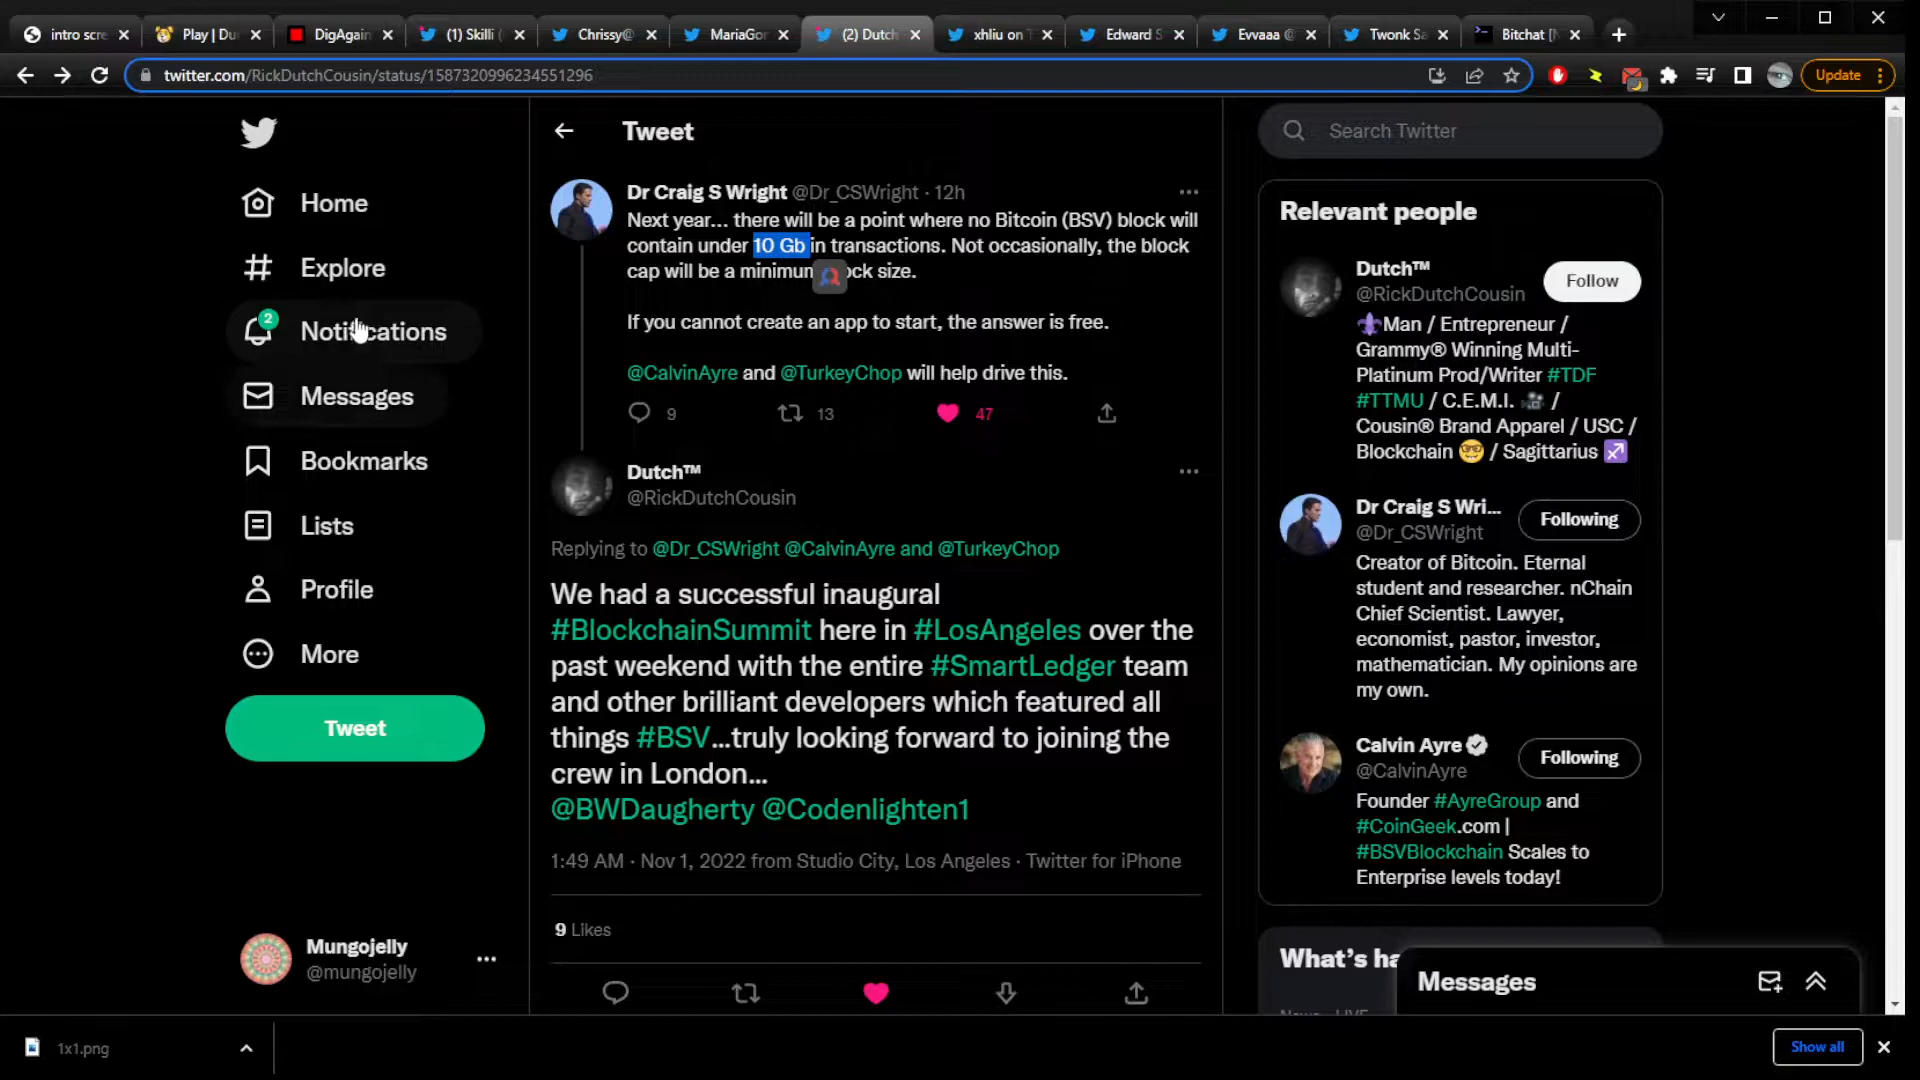 intro scre
Play | Du
DigAgain
(1) Skilli (
Chrissy@
MariaGor
(2) Dutch
xhliu on T
Edward S
Evvaaa @
Twonk Sa
Bitchat [N
twitter.com/RickDutchCousin/status/1587320996234551296
Update
Home
Explore
2
Notifications
Messages
Bookmarks
Lists
Profile
More
Tweet
Mungojelly
@mungojelly
Tweet
Dr Craig S Wright @Dr_CSWright · 12h
Next year... there will be a point where no Bitcoin (BSV) block will
contain under 10 Gb in transactions. Not occasionally, the block
cap will be a minimum ock size.
If you cannot create an app to start, the answer is free.
@CalvinAyre and @TurkeyChop will help drive this.
9 13 47
Dutch™
@RickDutchCousin
Replying to @Dr_CSWright @CalvinAyre and @TurkeyChop
We had a successful inaugural
#BlockchainSummit here in #LosAngeles over the
past weekend with the entire #SmartLedger team
and other brilliant developers which featured all
things #BSV...truly looking forward to joining the
crew in London...
@BWDaugherty @Codenlighten1
1:49 AM · Nov 1, 2022 from Studio City, Los Angeles · Twitter for iPhone
9 Likes
Search Twitter
Relevant people
Dutch™
@RickDutchCousin
Follow
Man / Entrepreneur /
Grammy® Winning Multi-
Platinum Prod/Writer #TDF
#TTMU / C.E.M.I. /
Cousin® Brand Apparel / USC /
Blockchain / Sagittarius
Dr Craig S Wri...
@Dr_CSWright
Following
Creator of Bitcoin. Eternal
student and researcher. nChain
Chief Scientist. Lawyer,
economist, pastor, investor,
mathematician. My opinions are
my own.
Calvin Ayre
@CalvinAyre
Following
Founder #AyreGroup and
#CoinGeek.com |
#BSVBlockchain Scales to
Enterprise levels today!
What's ha
Messages
1x1.png
Show all